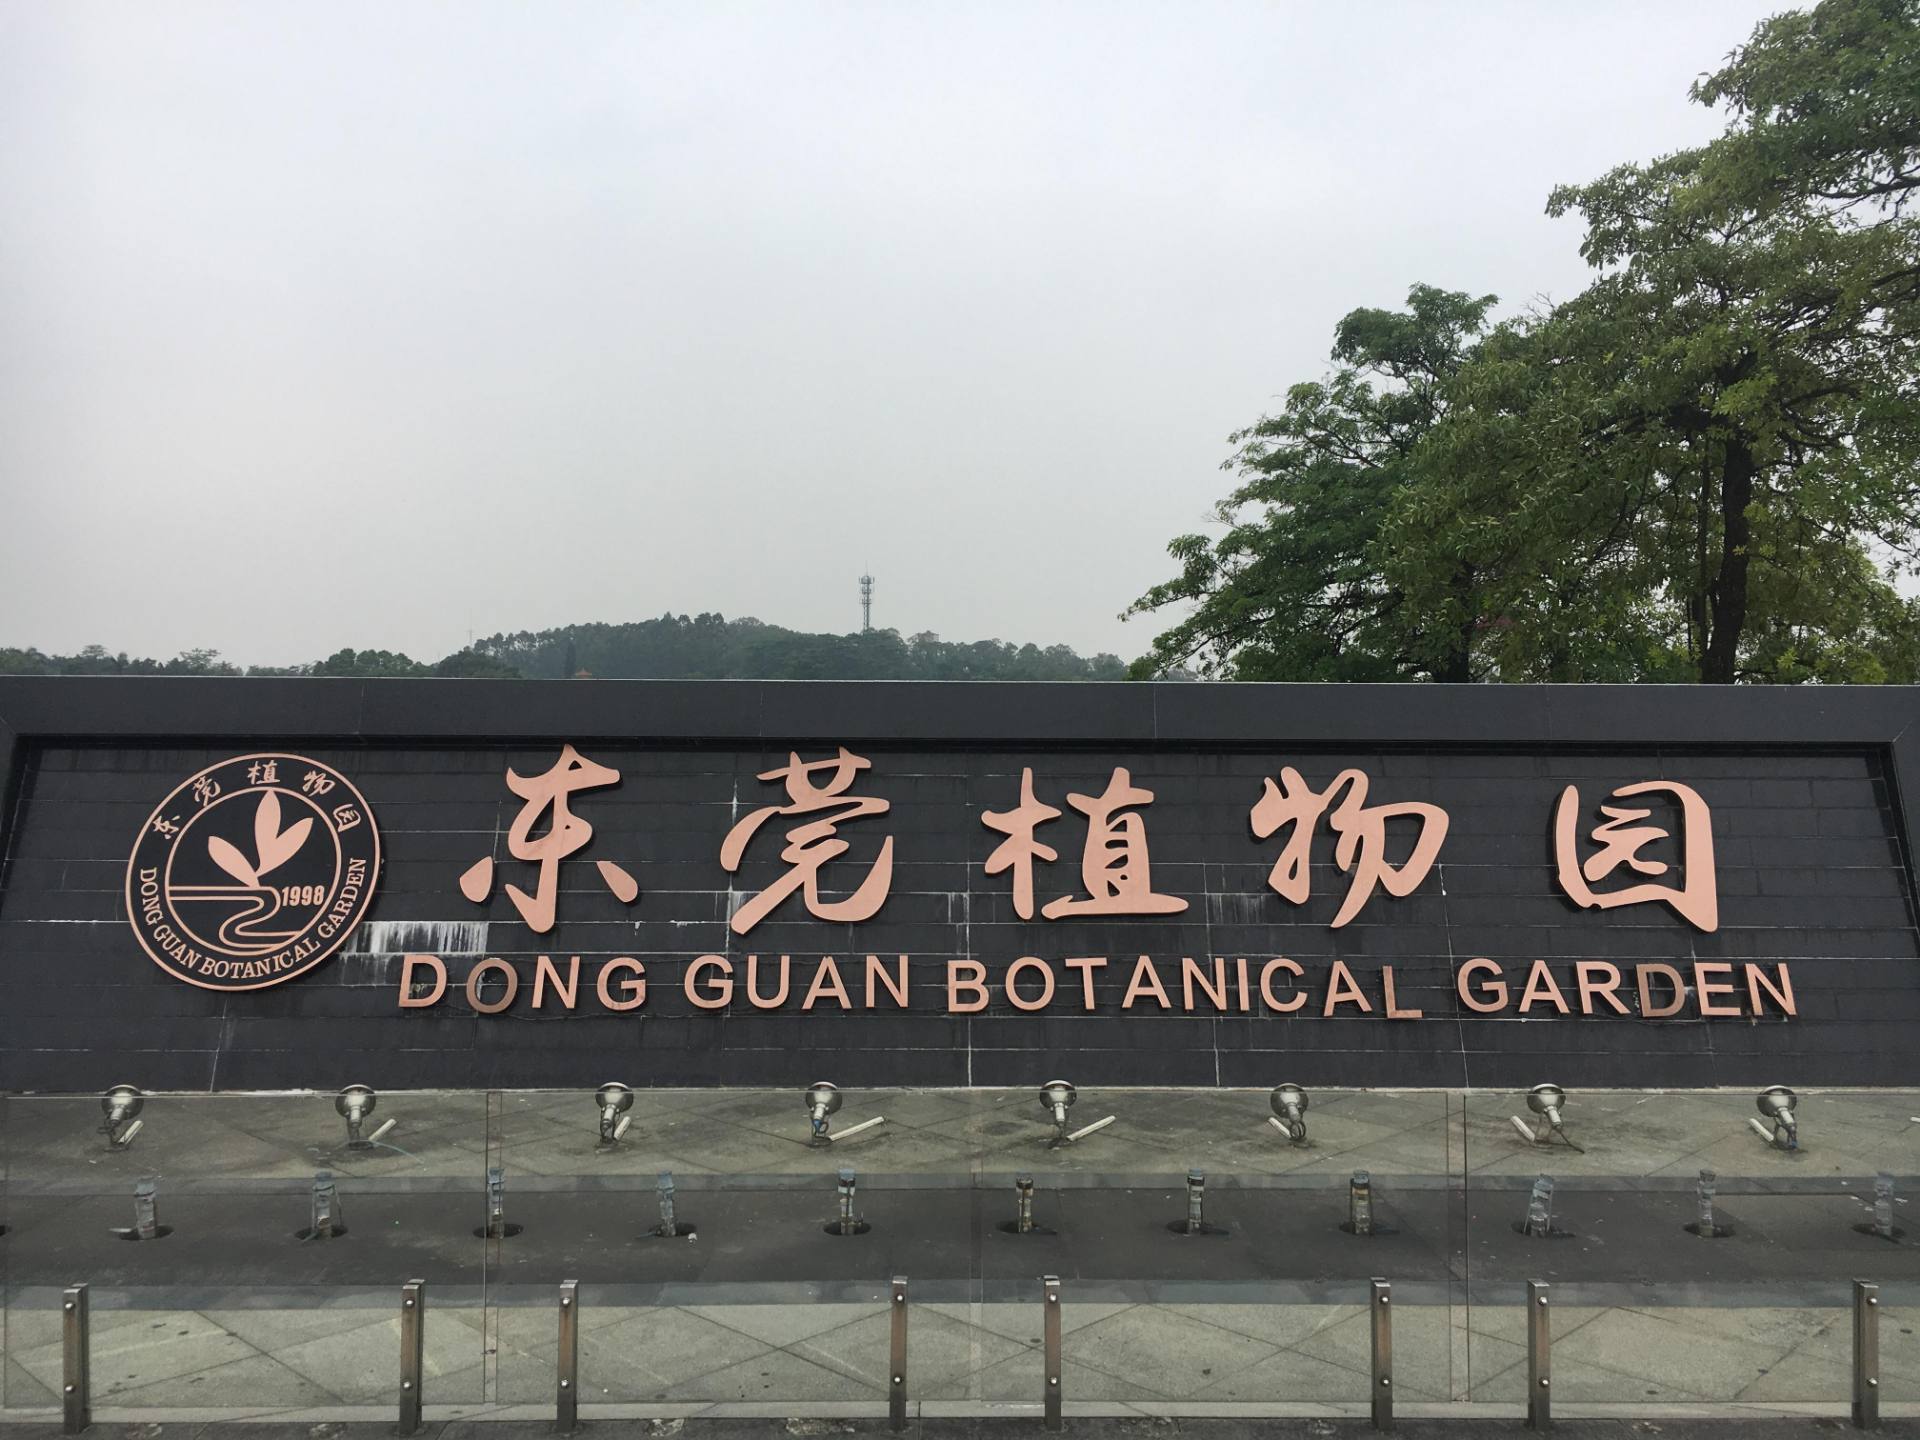 东莞植物园
1998
DONG GUAN BOTANICAL GARDEN
东莞植物园
DONG GUAN BOTANICAL GARDEN